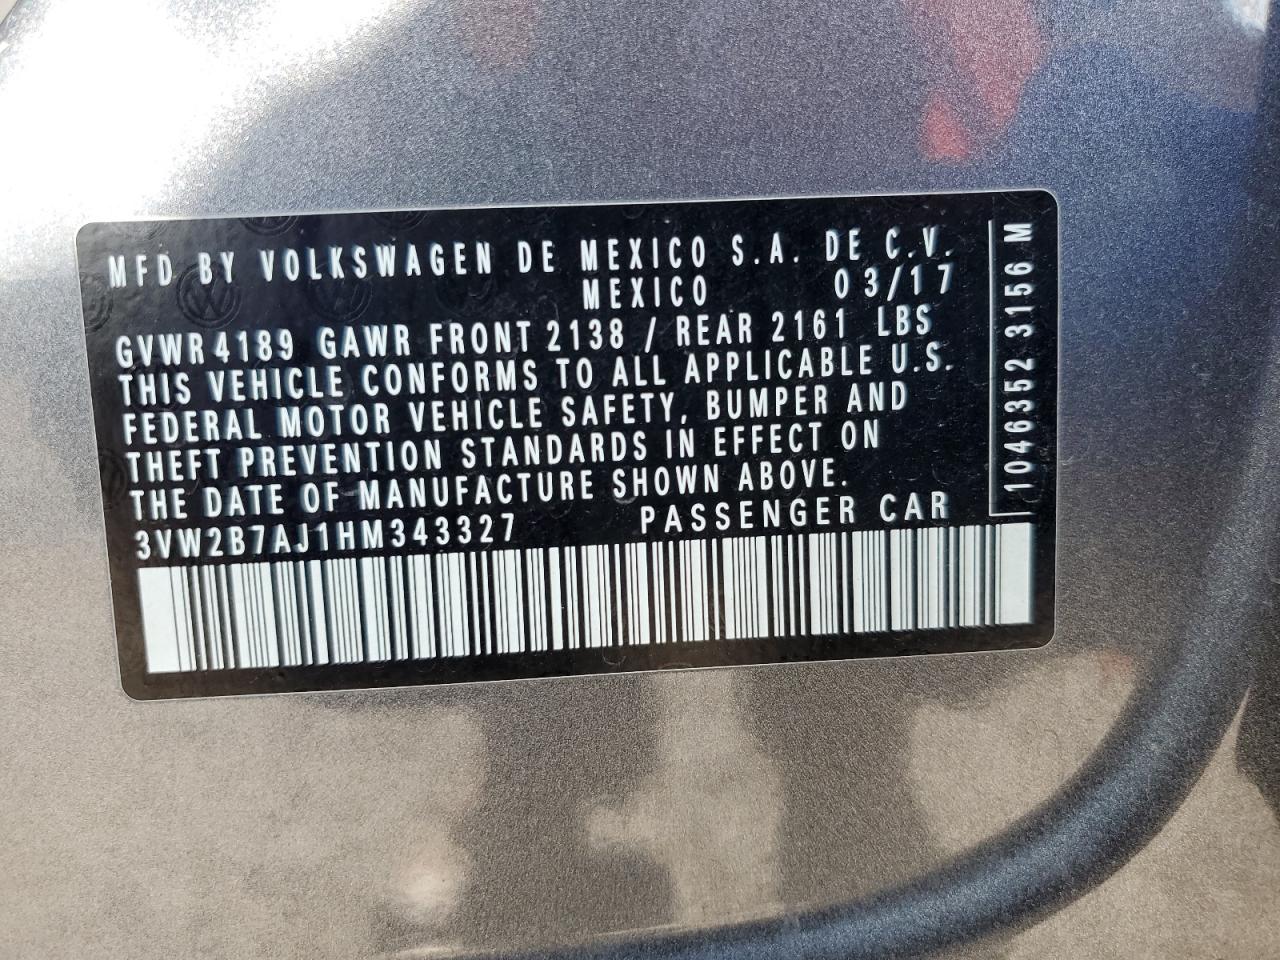 MFD BY VOLKSWAGEN DE MEXICO S.A. DE C.V.
MEXICO 03/17
GVWR 4189 GAWR FRONT 2138 / REAR 2161 LBS
THIS VEHICLE CONFORMS TO ALL APPLICABLE U.S.
FEDERAL MOTOR VEHICLE SAFETY, BUMPER AND
THEFT PREVENTION STANDARDS IN EFFECT ON
THE DATE OF MANUFACTURE SHOWN ABOVE.
3VW2B7AJ1HM343327 PASSENGER CAR
1046352 3156 M